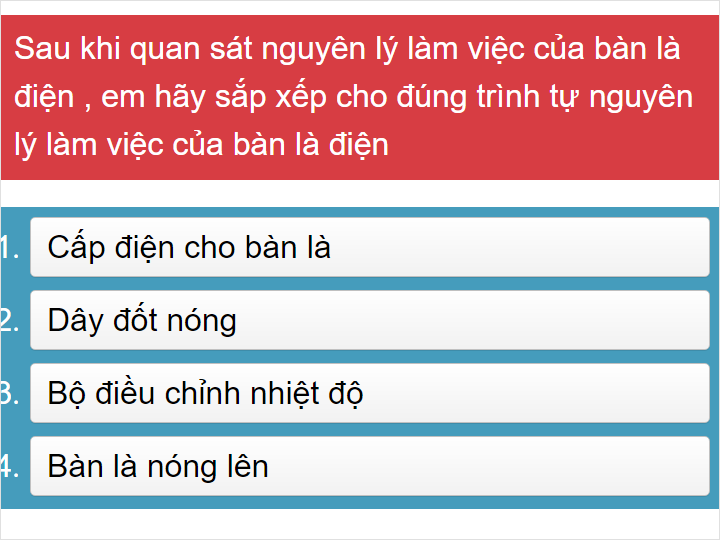 Sau khi quan sát nguyên lý làm việc của bàn là
điện , em hãy sắp xếp cho đúng trình tự nguyên
lý làm việc của bàn là điện
1. Cấp điện cho bàn là
2. Dây đốt nóng
3. Bộ điều chỉnh nhiệt độ
4. Bàn là nóng lên